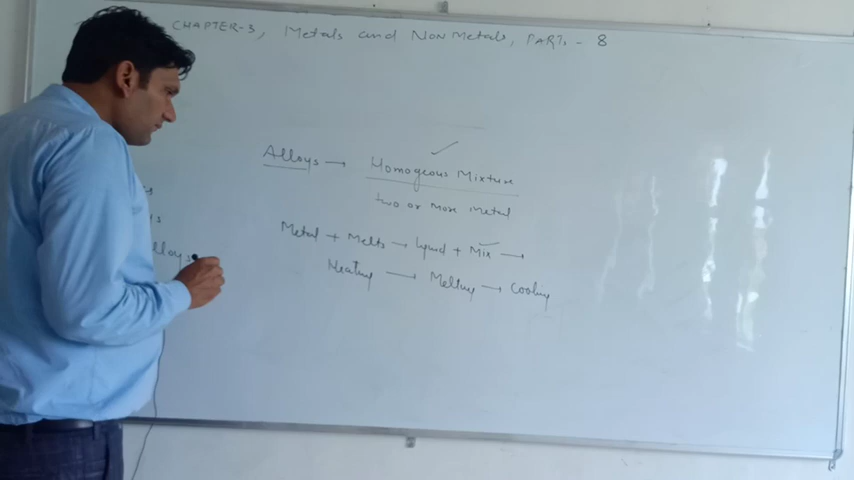 CHAPTER-3, Metals and NON Metals, PART - 8
Alloys → Homogeous Mixture
two or more metal
Metal + Melts → liquid + Mix →
Heating → Melting → Cooling
lloys